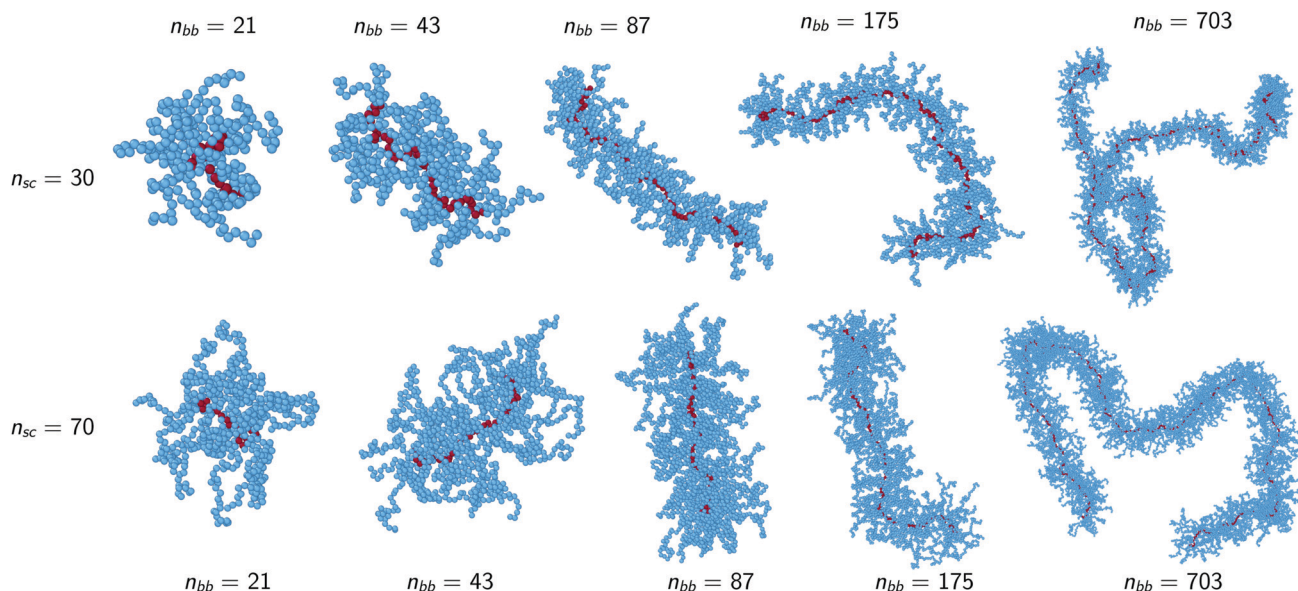 n_bb = 21
n_bb = 43
n_bb = 87
n_bb = 175
n_bb = 703
n_sc = 30
n_sc = 70
n_bb = 21
n_bb = 43
n_bb = 87
n_bb = 175
n_bb = 703